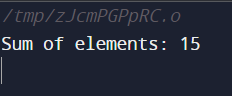 /tmp/zJcmPGPpRC.o
Sum of elements: 15